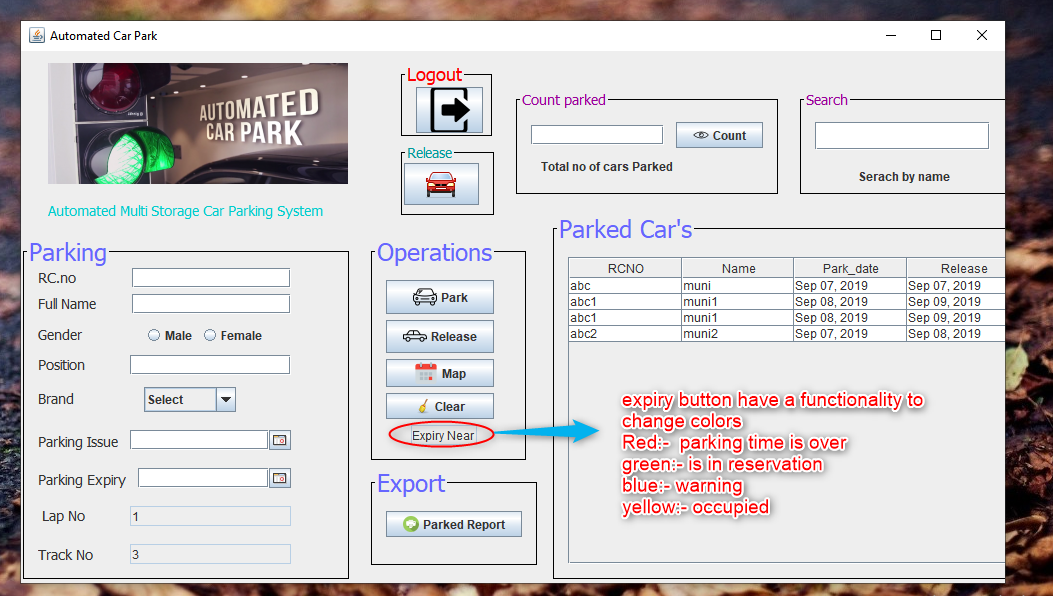 Automated Car Park
AUTOMATED
CAR PARK
Automated Multi Storage Car Parking System
Logout
Release
Count parked
Count
Total no of cars Parked
Search
Serach by name
Parking
RC.no
Full Name
Gender
Male
Female
Position
Brand
Select
Parking Issue
Parking Expiry
Lap No
1
Track No
3
Operations
Park
Release
Map
Clear
Expiry Near
Export
Parked Report
Parked Car's
RCNO Name Park_date Release
abc muni Sep 07, 2019 Sep 09, 2019
abc1 muni1 Sep 08, 2019 Sep 09, 2019
abc1 muni1 Sep 08, 2019 Sep 09, 2019
abc2 muni2 Sep 07, 2019 Sep 08, 2019
expiry button have a functionality to
change colors
Red:- parking time is over
green:- is in reservation
blue:- warning
yellow:- occupied